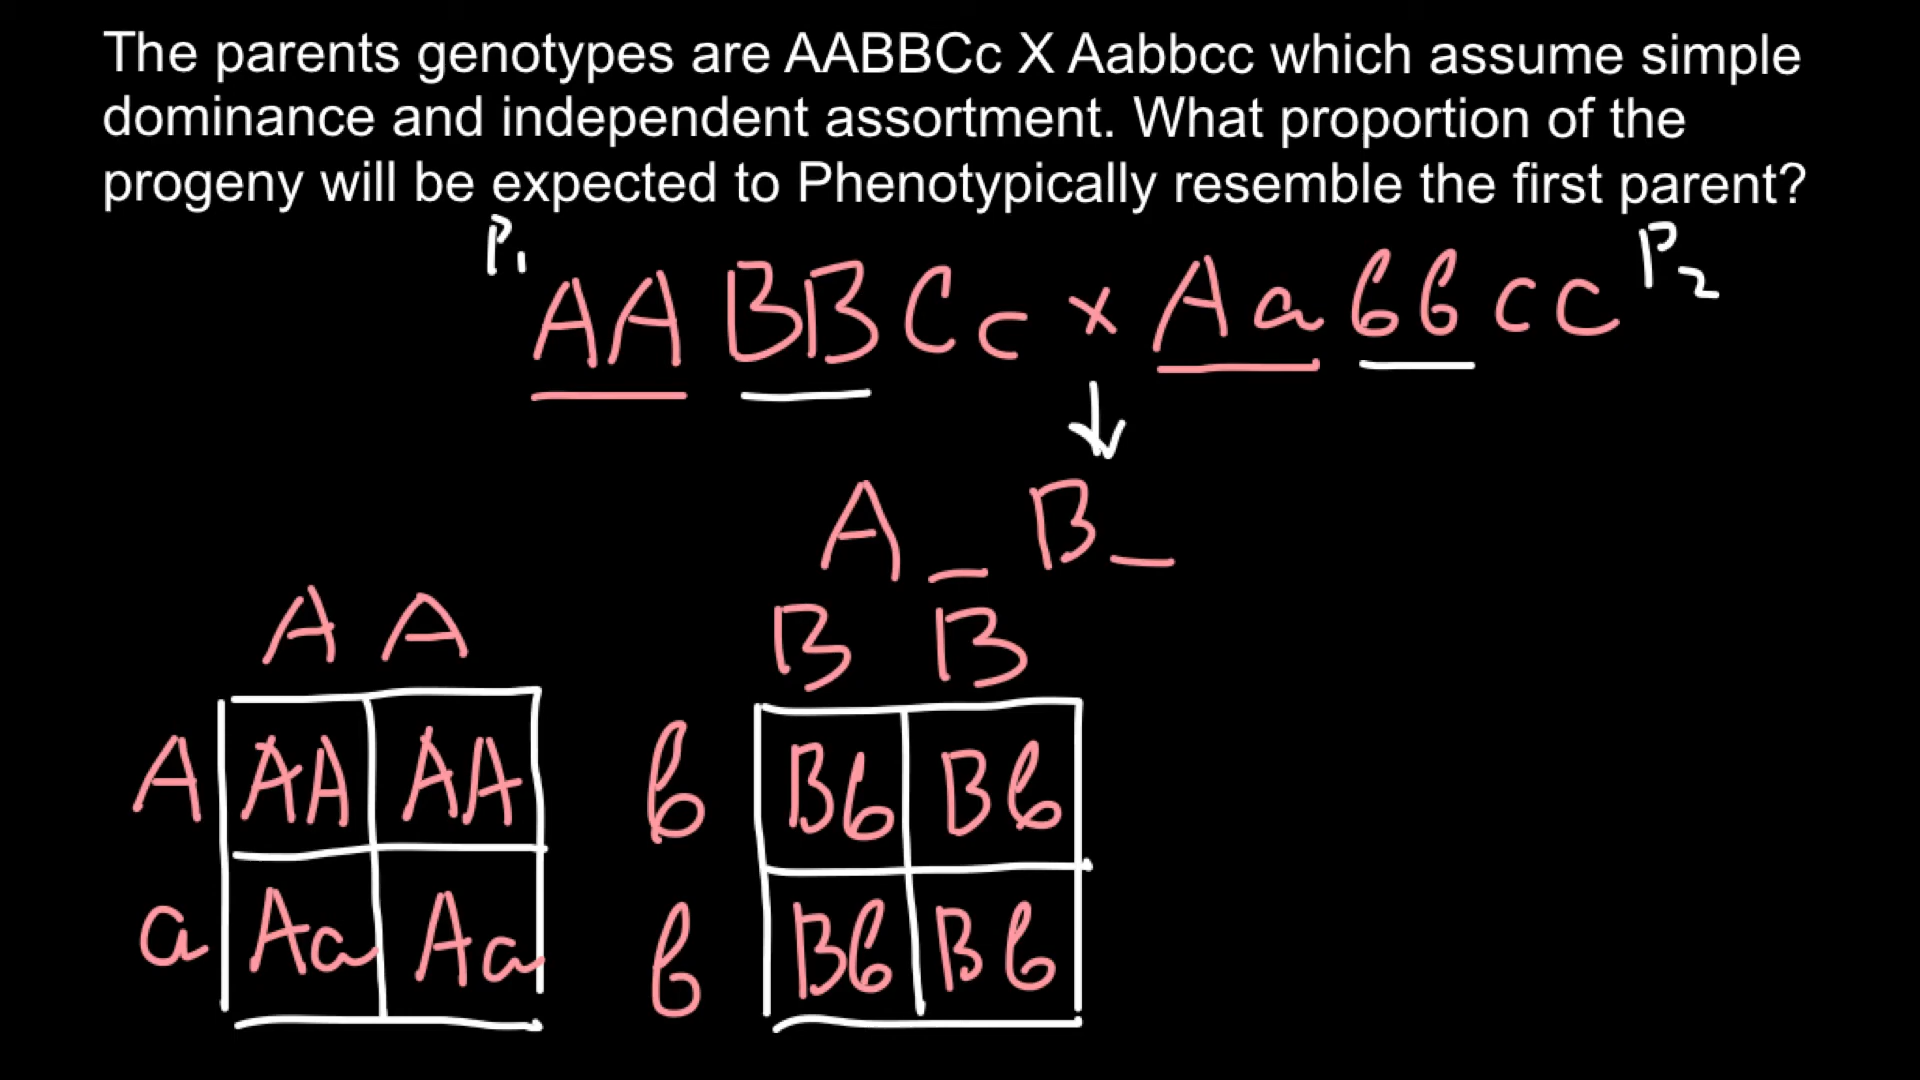 The parents genotypes are AABBCc X Aabbcc which assume simple
dominance and independent assortment. What proportion of the
progeny will be expected to Phenotypically resemble the first parent?
P₁ AA BB Cc x Aa bb cc P₂
↓
A_ B_
A A
B B
A AA AA
b Bb Bb
a Aa Aa
b Bb Bb